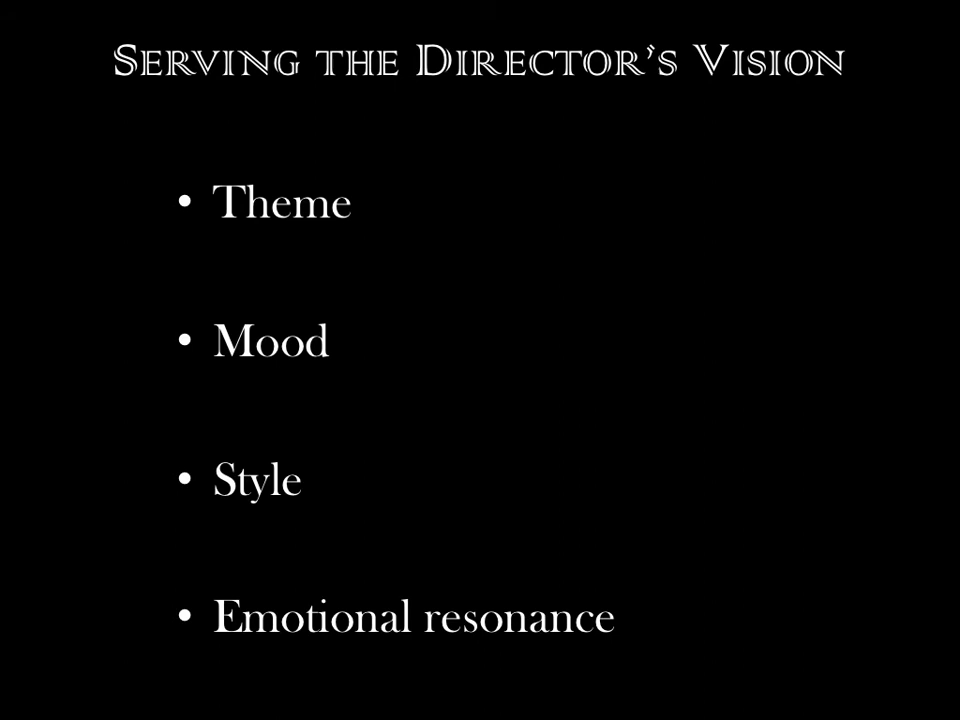 Serving the Director's Vision
• Theme
• Mood
• Style
• Emotional resonance